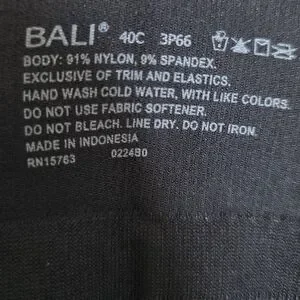 BALI® 40C 3P66
BODY: 91% NYLON, 9% SPANDEX.
EXCLUSIVE OF TRIM AND ELASTICS.
HAND WASH COLD WATER, WITH LIKE COLORS.
DO NOT USE FABRIC SOFTENER.
DO NOT BLEACH. LINE DRY. DO NOT IRON.
MADE IN INDONESIA
RN15763 0224B0